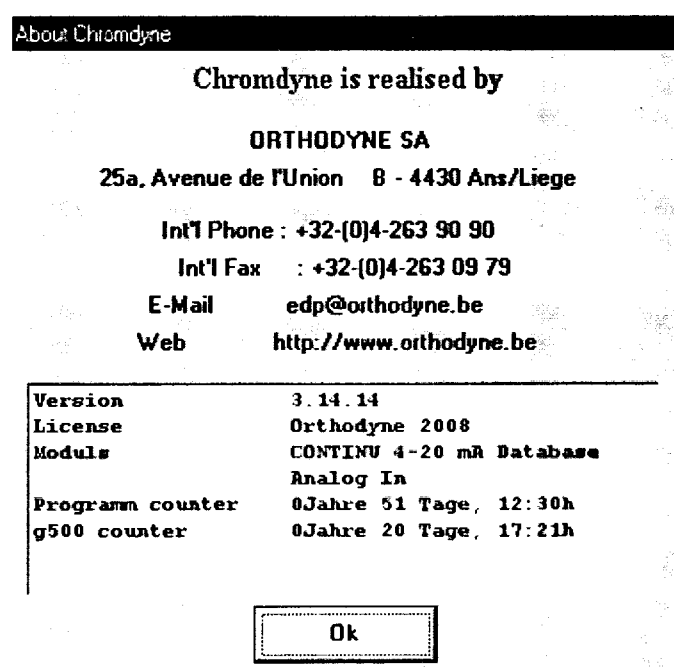 About Chromdyne
Chromdyne is realised by
ORTHODYNE SA
25a, Avenue de l'Union B - 4430 Ans/Liege
Int'l Phone : +32-(0)4-263 90 90
Int'l Fax : +32-(0)4-263 09 79
E-Mail edp@orthodyne.be
Web http://www.orthodyne.be
Version 3.14.14
License Orthodyne 2008
Moduls CONTINU 4-20 mA Database
Analog In
Programm counter 0Jahre 51 Tage, 12:30h
g500 counter 0Jahre 20 Tage, 17:21h
Ok